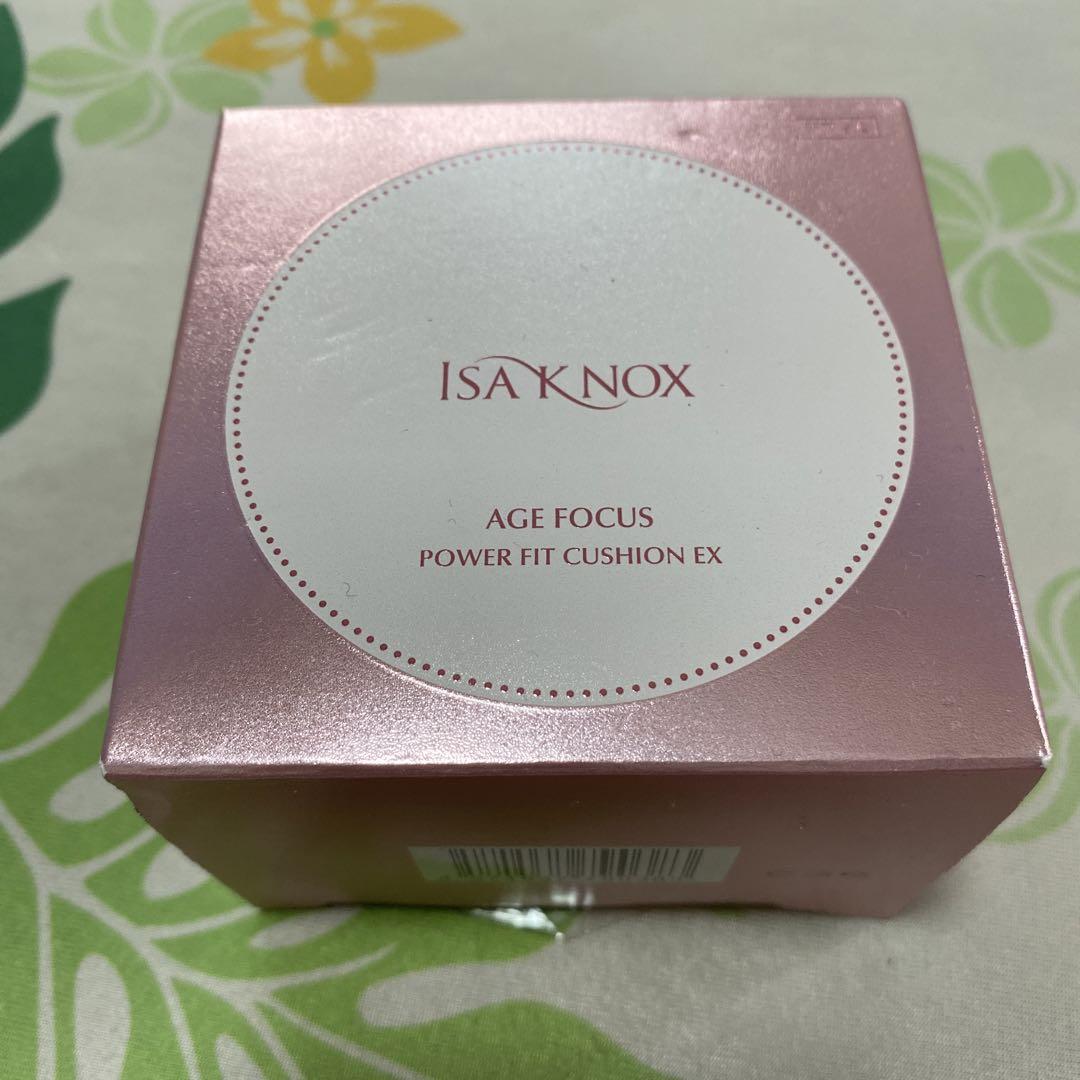 ISA KNOX
AGE FOCUS
POWER FIT CUSHION EX